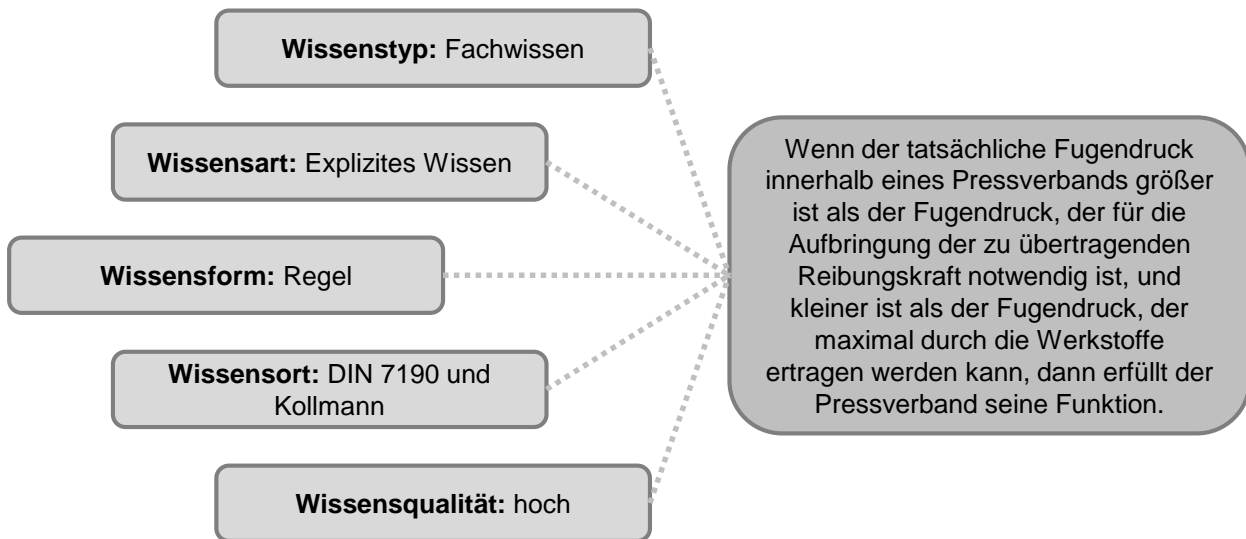 Wissenstyp: Fachwissen
Wissensart: Explizites Wissen
Wissensform: Regel
Wissensort: DIN 7190 und
Kollmann
Wissensqualität: hoch
Wenn der tatsächliche Fugendruck
innerhalb eines Pressverbands größer
ist als der Fugendruck, der für die
Aufbringung der zu übertragenden
Reibungskraft notwendig ist, und
kleiner ist als der Fugendruck, der
maximal durch die Werkstoffe
ertragen werden kann, dann erfüllt der
Pressverband seine Funktion.